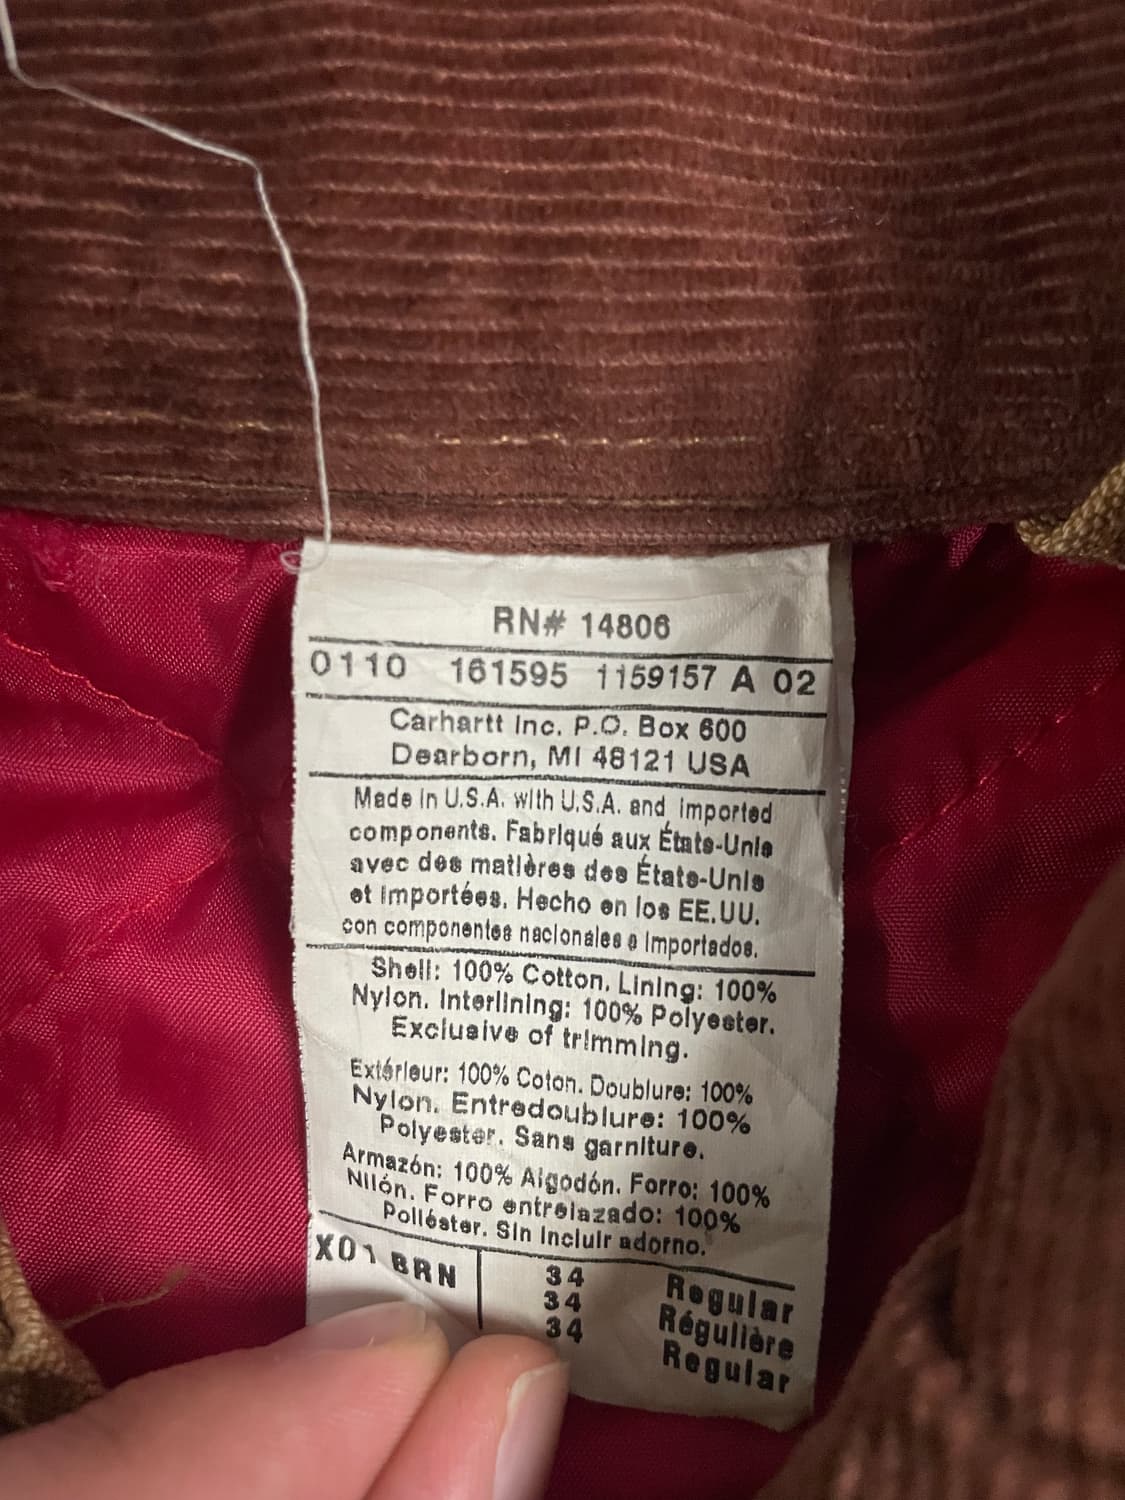 RN# 14806
0110 161595 1159157 A 02
Carhartt Inc. P.O. Box 600
Dearborn, MI 48121 USA
Made in U.S.A. with U.S.A. and imported
components. Fabriqué aux États-Unis
avec des matières des États-Unis
et importées. Hecho en los EE.UU.
con componentes nacionales e importados.
Shell: 100% Cotton. Lining: 100%
Nylon. Interlining: 100% Polyester.
Exclusive of trimming.
Extérieur: 100% Coton. Doublure: 100%
Nylon. Entredoublure: 100%
Polyester. Sans garniture.
Armazón: 100% Algodón. Forro: 100%
Nilón. Forro entrelazado: 100%
Poliéster. Sin incluir adorno.
X01 BRN 34 Regular
34 Régulière
34 Regular